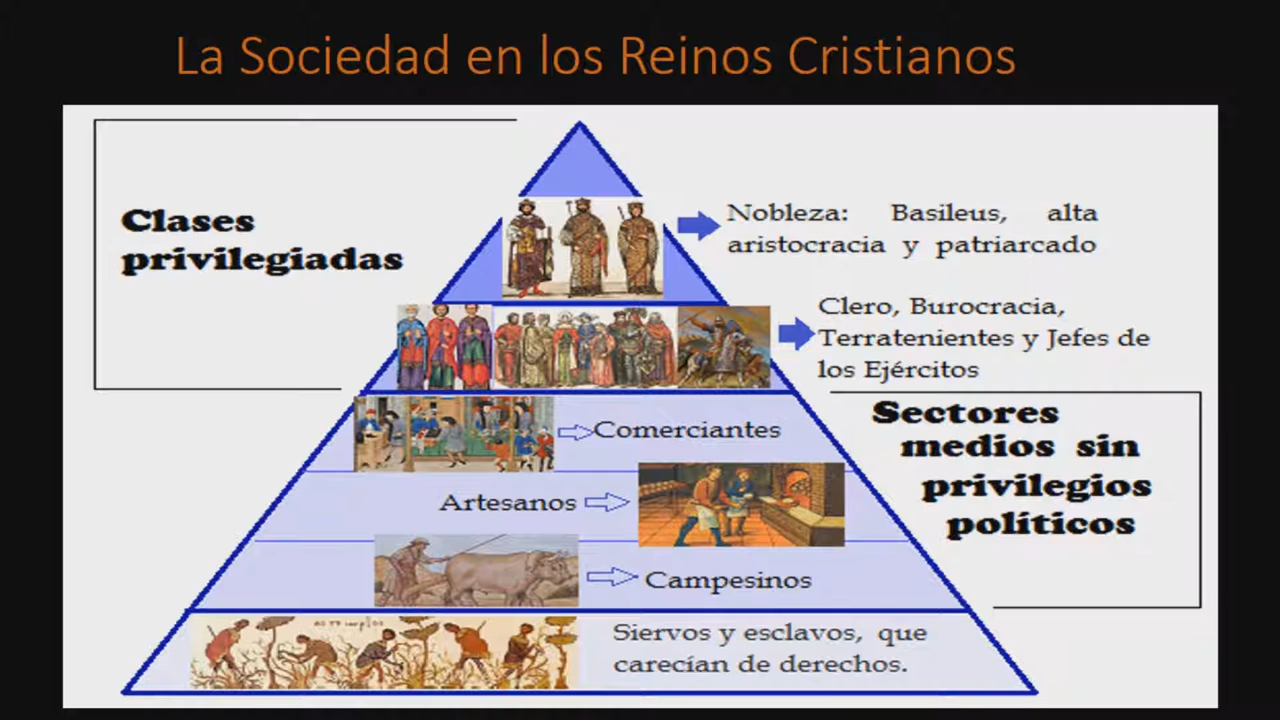 La Sociedad en los Reinos Cristianos
Clases
privilegiadas
Nobleza: Basileus, alta
aristocracia y patriarcado
Clero, Burocracia,
Terratenientes y Jefes de
los Ejércitos
Sectores
medios sin
privilegios
políticos
Comerciantes
Artesanos
Campesinos
Siervos y esclavos, que
carecían de derechos.